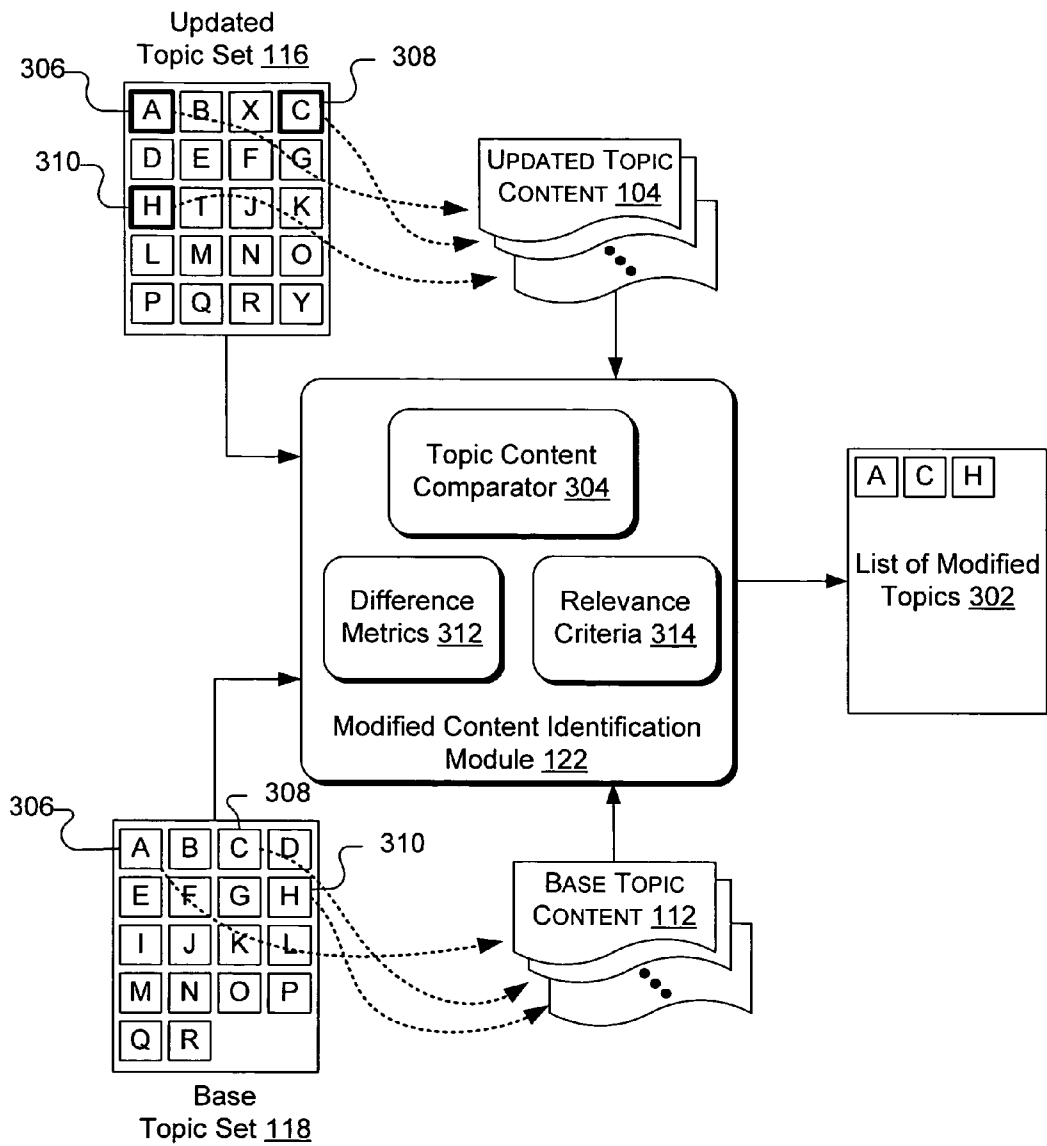 Updated
Topic Set 116
306
308
A B X C
D E F G
310
H I J K
L M N O
P Q R Y
UPDATED TOPIC
CONTENT 104
Topic Content
Comparator 304
Difference
Metrics 312
Relevance
Criteria 314
Modified Content Identification
Module 122
A C H
List of Modified
Topics 302
306
308
310
A B C D
E F G H
I J K L
M N O P
Q R
Base
Topic Set 118
BASE TOPIC
CONTENT 112